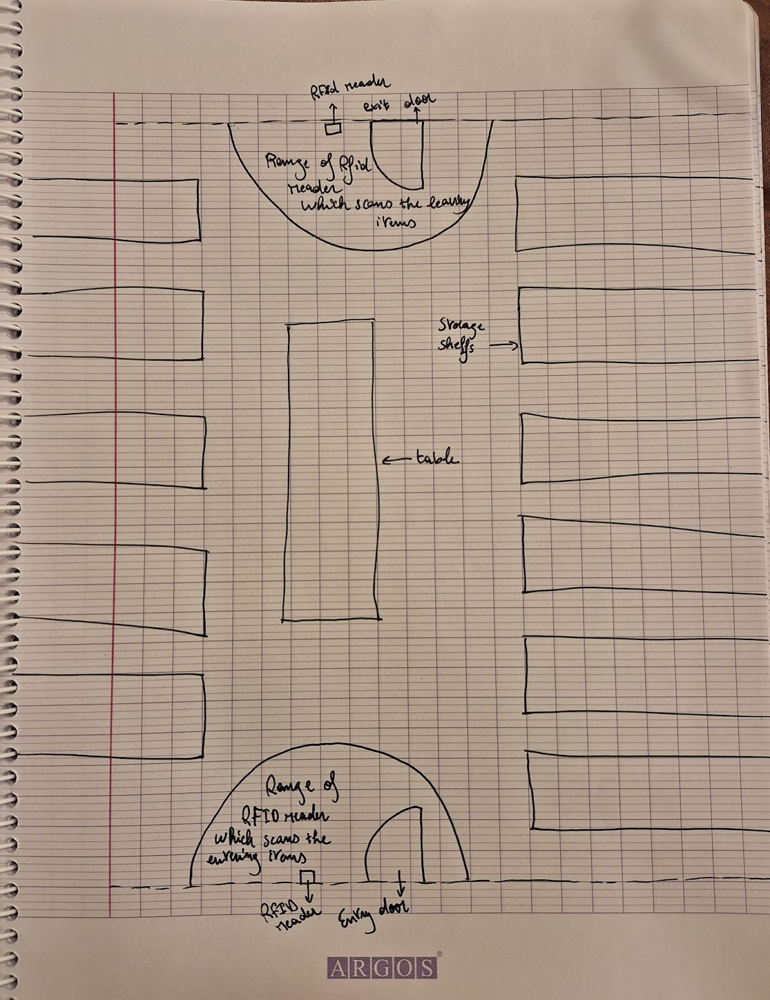 RFId reader
exit door
Range of Rfid
reader
which scans the leaving
items
Storage
shelfs
table
Range of
RFID reader
which scans the
entering items
RFID
reader
Entry door
ARGOS®